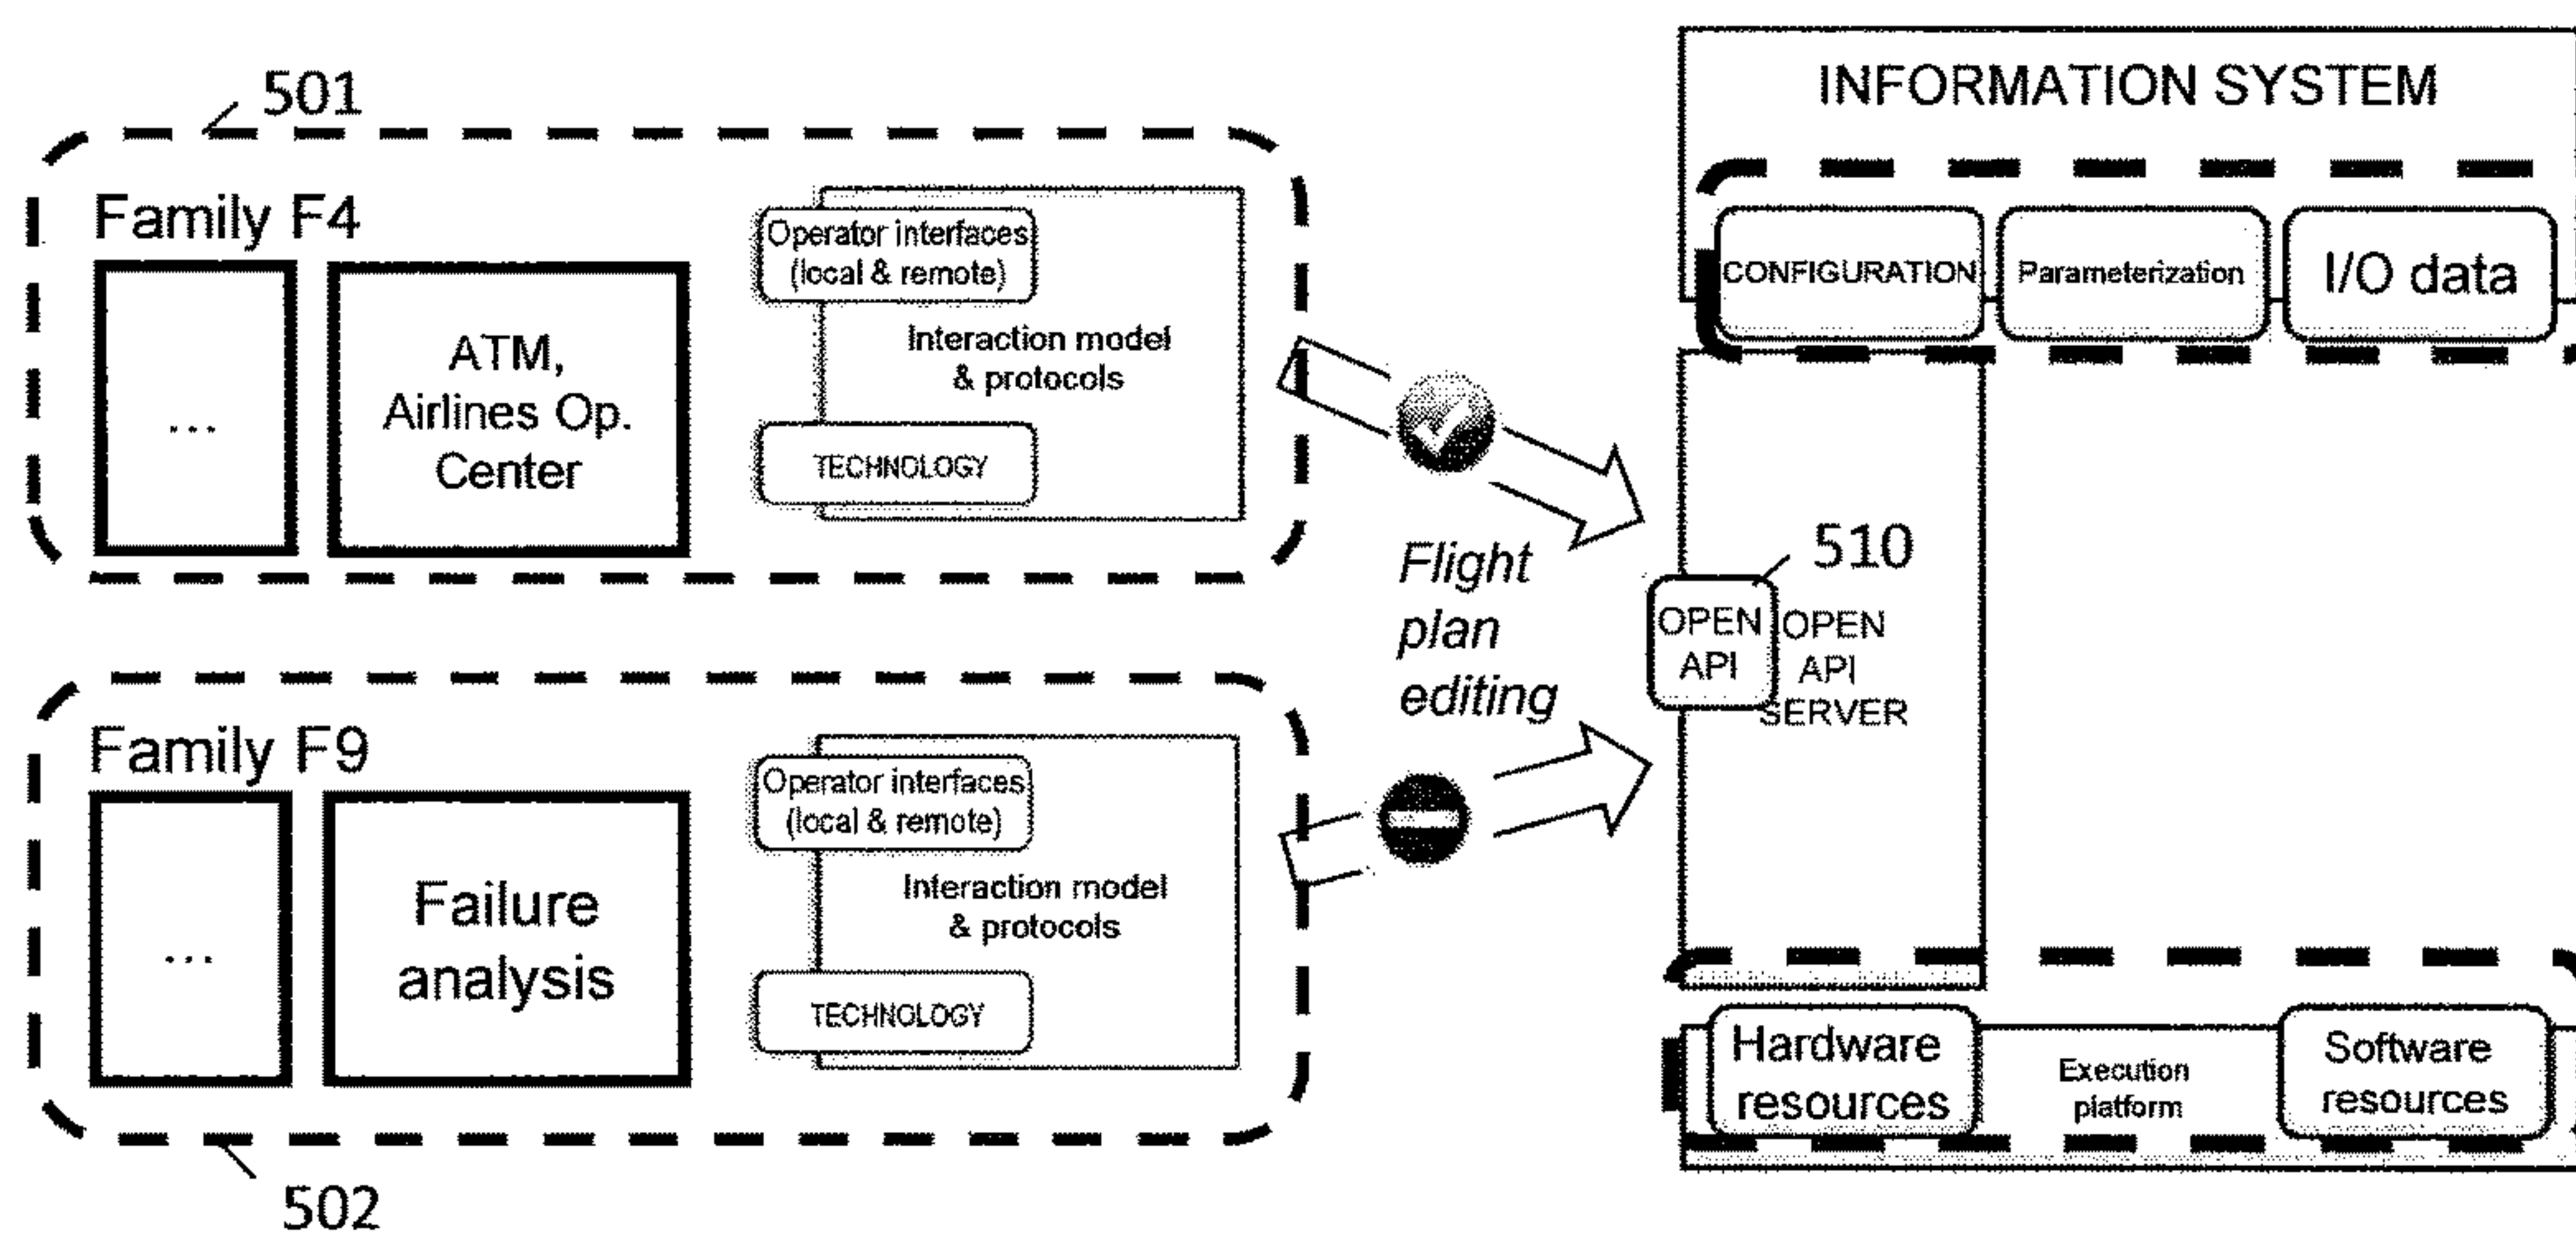 501
Family F4
...
ATM,
Airlines Op.
Center
Operator interfaces
(local & remote)
Interaction model
& protocols
TECHNOLOGY
502
Family F9
...
Failure
analysis
Operator interfaces
(local & remote)
Interaction model
& protocols
TECHNOLOGY
Flight
plan
editing
INFORMATION SYSTEM
CONFIGURATION
Parameterization
I/O data
510
OPEN
API
OPEN
API
SERVER
Hardware
resources
Execution
platform
Software
resources